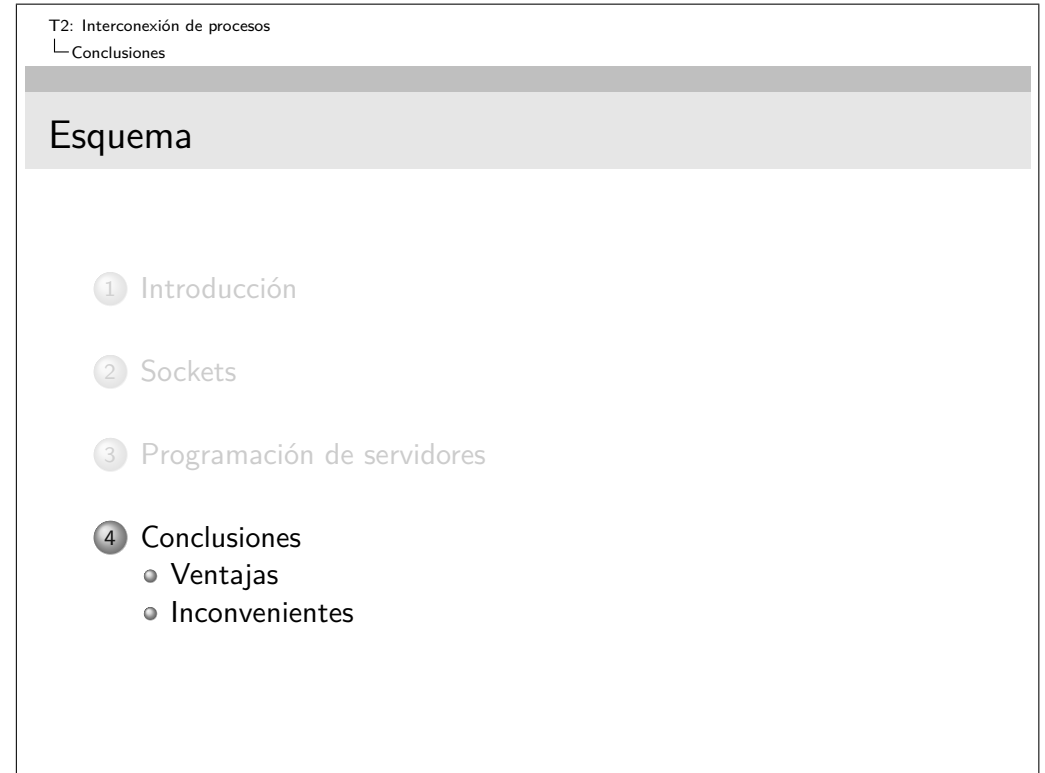 T2: Interconexión de procesos
Conclusiones
Esquema
1 Introducción
2 Sockets
3 Programación de servidores
4 Conclusiones
Ventajas
Inconvenientes